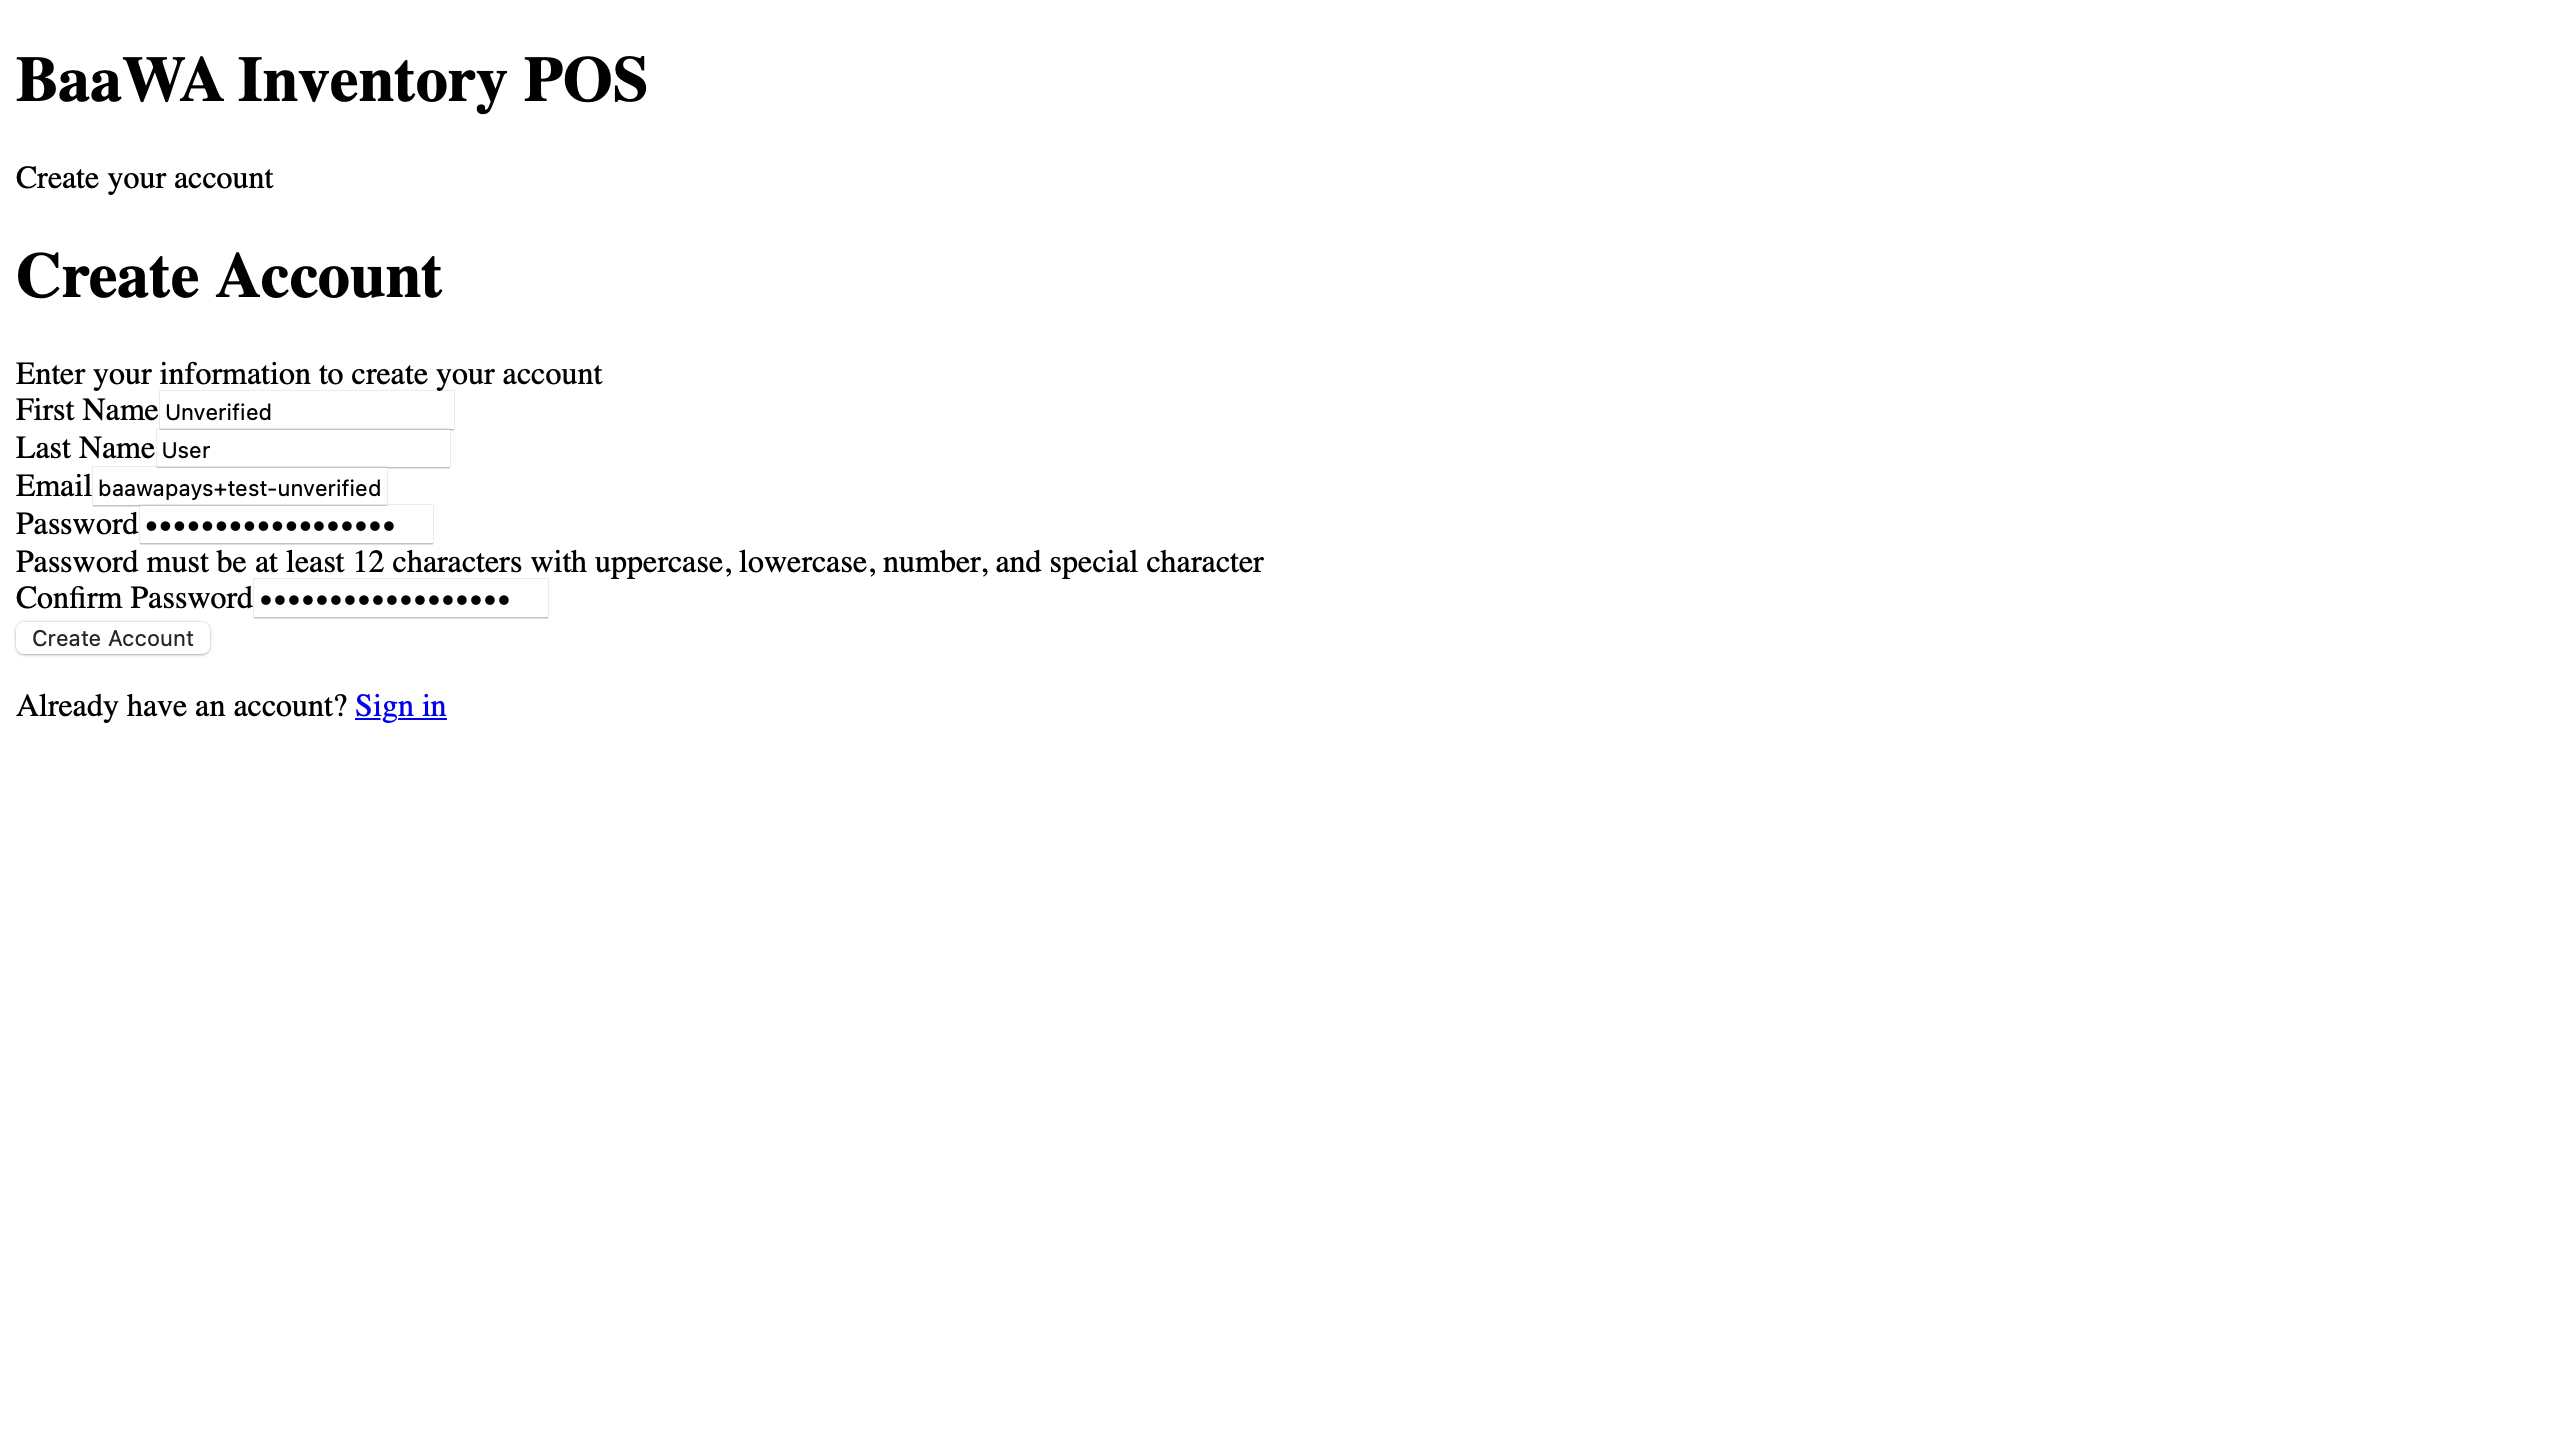 BaaWA Inventory POS
Create your account
Create Account
Enter your information to create your account
First Name Unverified
Last Name User
Email baawapays+test-unverified
Password ••••••••••••••••••
Password must be at least 12 characters with uppercase, lowercase, number, and special character
Confirm Password ••••••••••••••••••
Create Account
Already have an account? Sign in